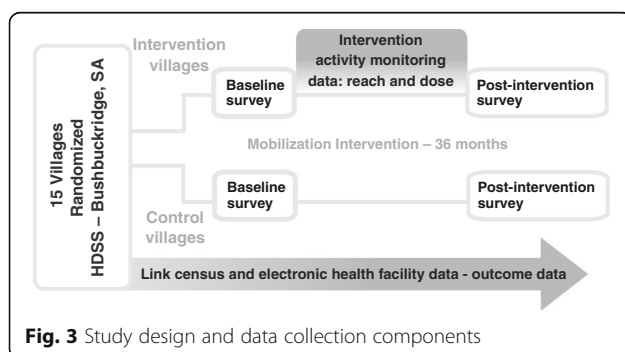 15 Villages
Randomized
HDSS – Bushbuckridge, SA
Intervention
villages
Baseline
survey
Intervention
activity monitoring
data: reach and dose
Post-intervention
survey
Mobilization Intervention – 36 months
Control
villages
Baseline
survey
Post-intervention
survey
Link census and electronic health facility data - outcome data
Fig. 3 Study design and data collection components